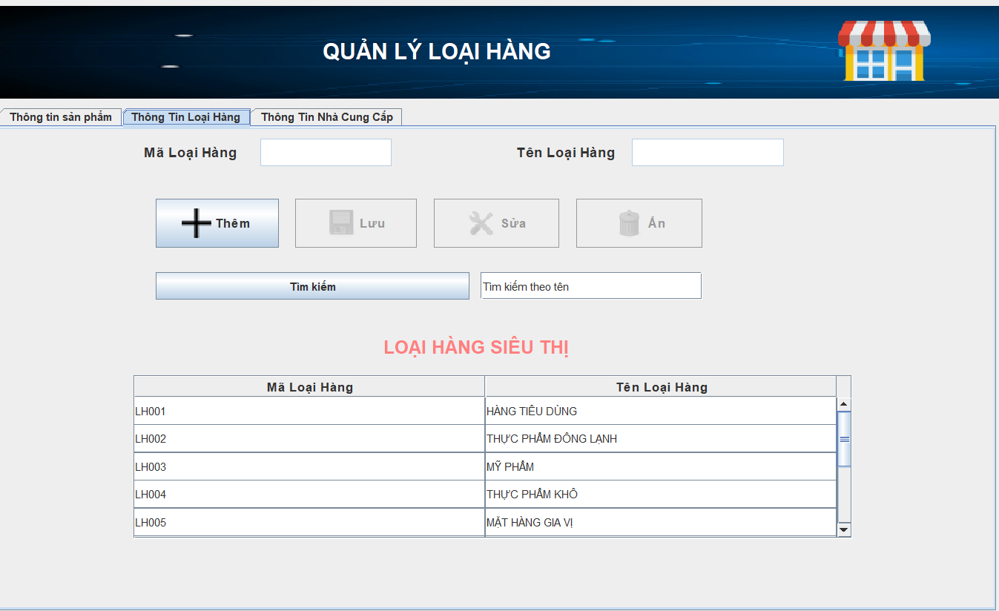 QUẢN LÝ LOẠI HÀNG
Thông tin sản phẩm Thông Tin Loại Hàng Thông Tin Nhà Cung Cấp
Mã Loại Hàng Tên Loại Hàng
Thêm Lưu Sửa Ẩn
Tìm kiếm Tìm kiếm theo tên
LOẠI HÀNG SIÊU THỊ
Mã Loại Hàng Tên Loại Hàng
LH001 HÀNG TIÊU DÙNG
LH002 THỰC PHẨM ĐÔNG LẠNH
LH003 MỸ PHẨM
LH004 THỰC PHẨM KHÔ
LH005 MẶT HÀNG GIA VỊ